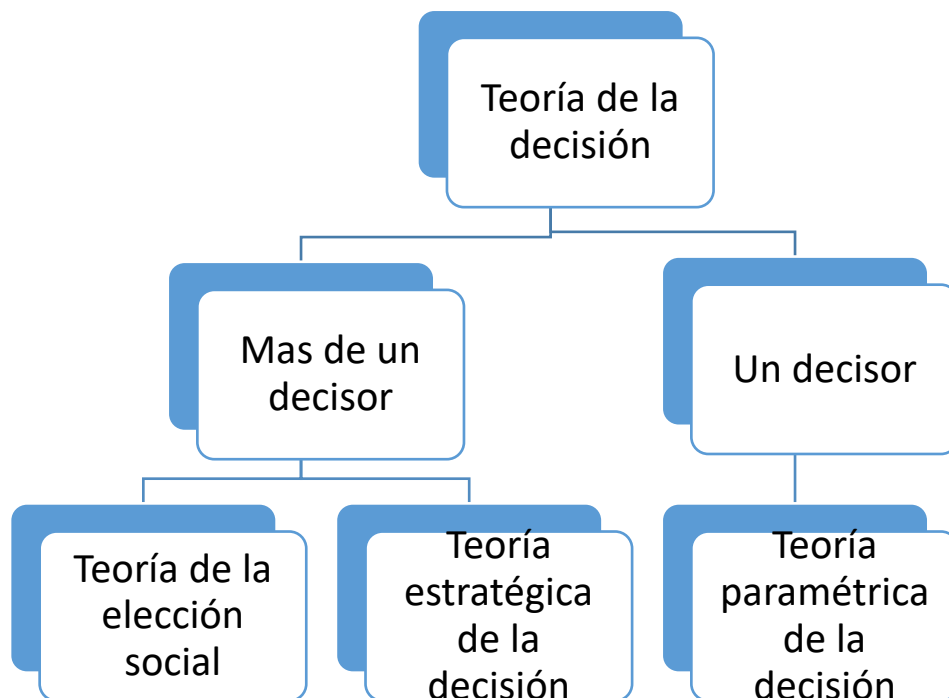 Teoría de la
decisión
Mas de un
decisor
Un decisor
Teoría de la
elección
social
Teoría
estratégica
de la
decisión
Teoría
paramétrica
de la
decisión